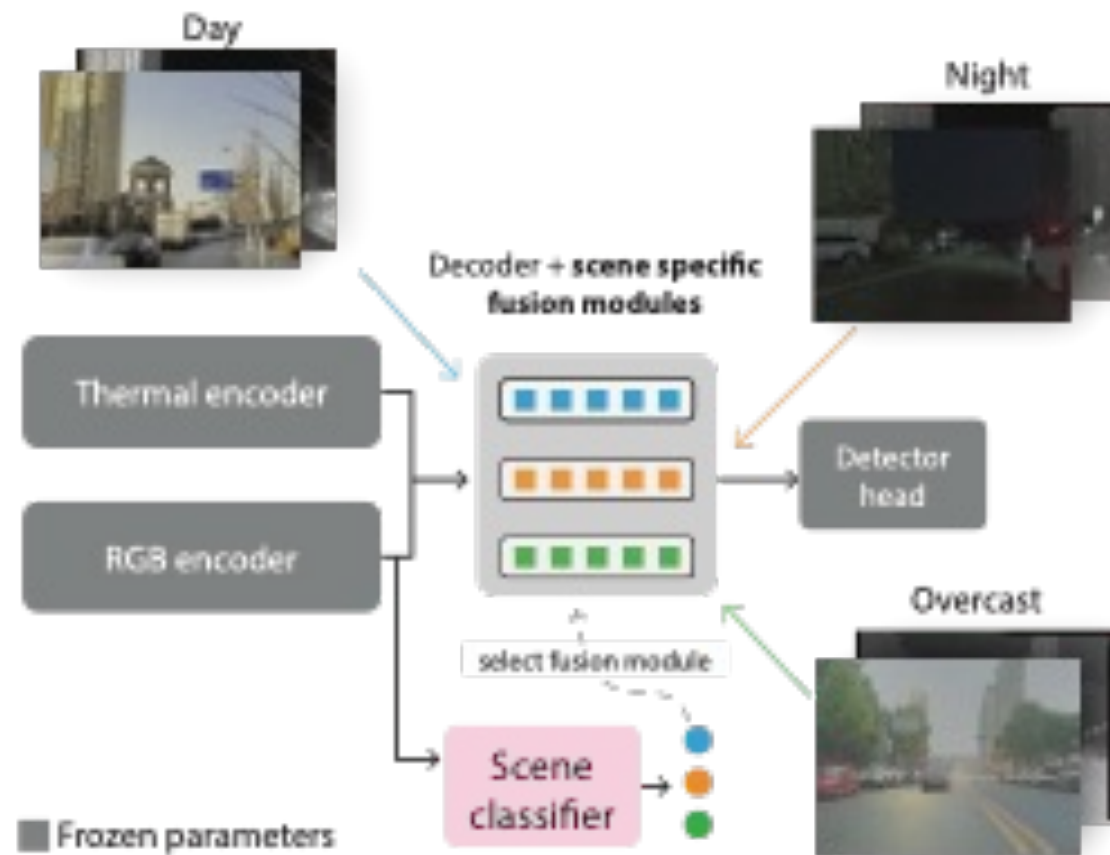 Day
Night
Decoder + scene specific
fusion modules
Thermal encoder
Detector
head
RGB encoder
Overcast
select fusion module
Scene
classifier
Frozen parameters